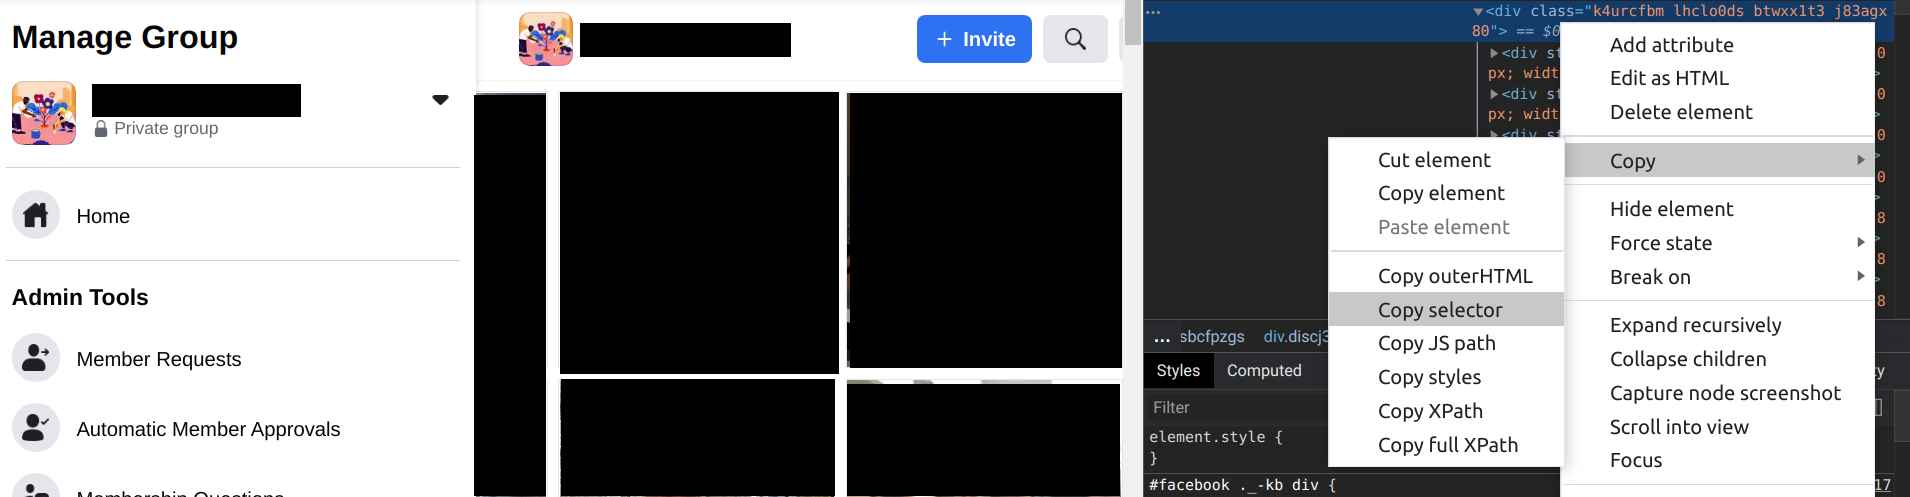 Manage Group
Private group
Home
Admin Tools
Member Requests
Automatic Member Approvals
Membership Questions
Invite
<div class="k4urcfbm lhclo0ds btwxx1t3 j83agx
80"> == $0
<div st
px; widt
<div st
px; widt
<div st
Add attribute
Edit as HTML
Delete element
Copy
Hide element
Force state
Break on
Expand recursively
Collapse children
Capture node screenshot
Scroll into view
Focus
Cut element
Copy element
Paste element
Copy outerHTML
Copy selector
Copy JS path
Copy styles
Copy XPath
Copy full XPath
... sbcfpzgs div.discj3
Styles Computed
Filter
element.style {
}
#facebook ._-kb div {
17